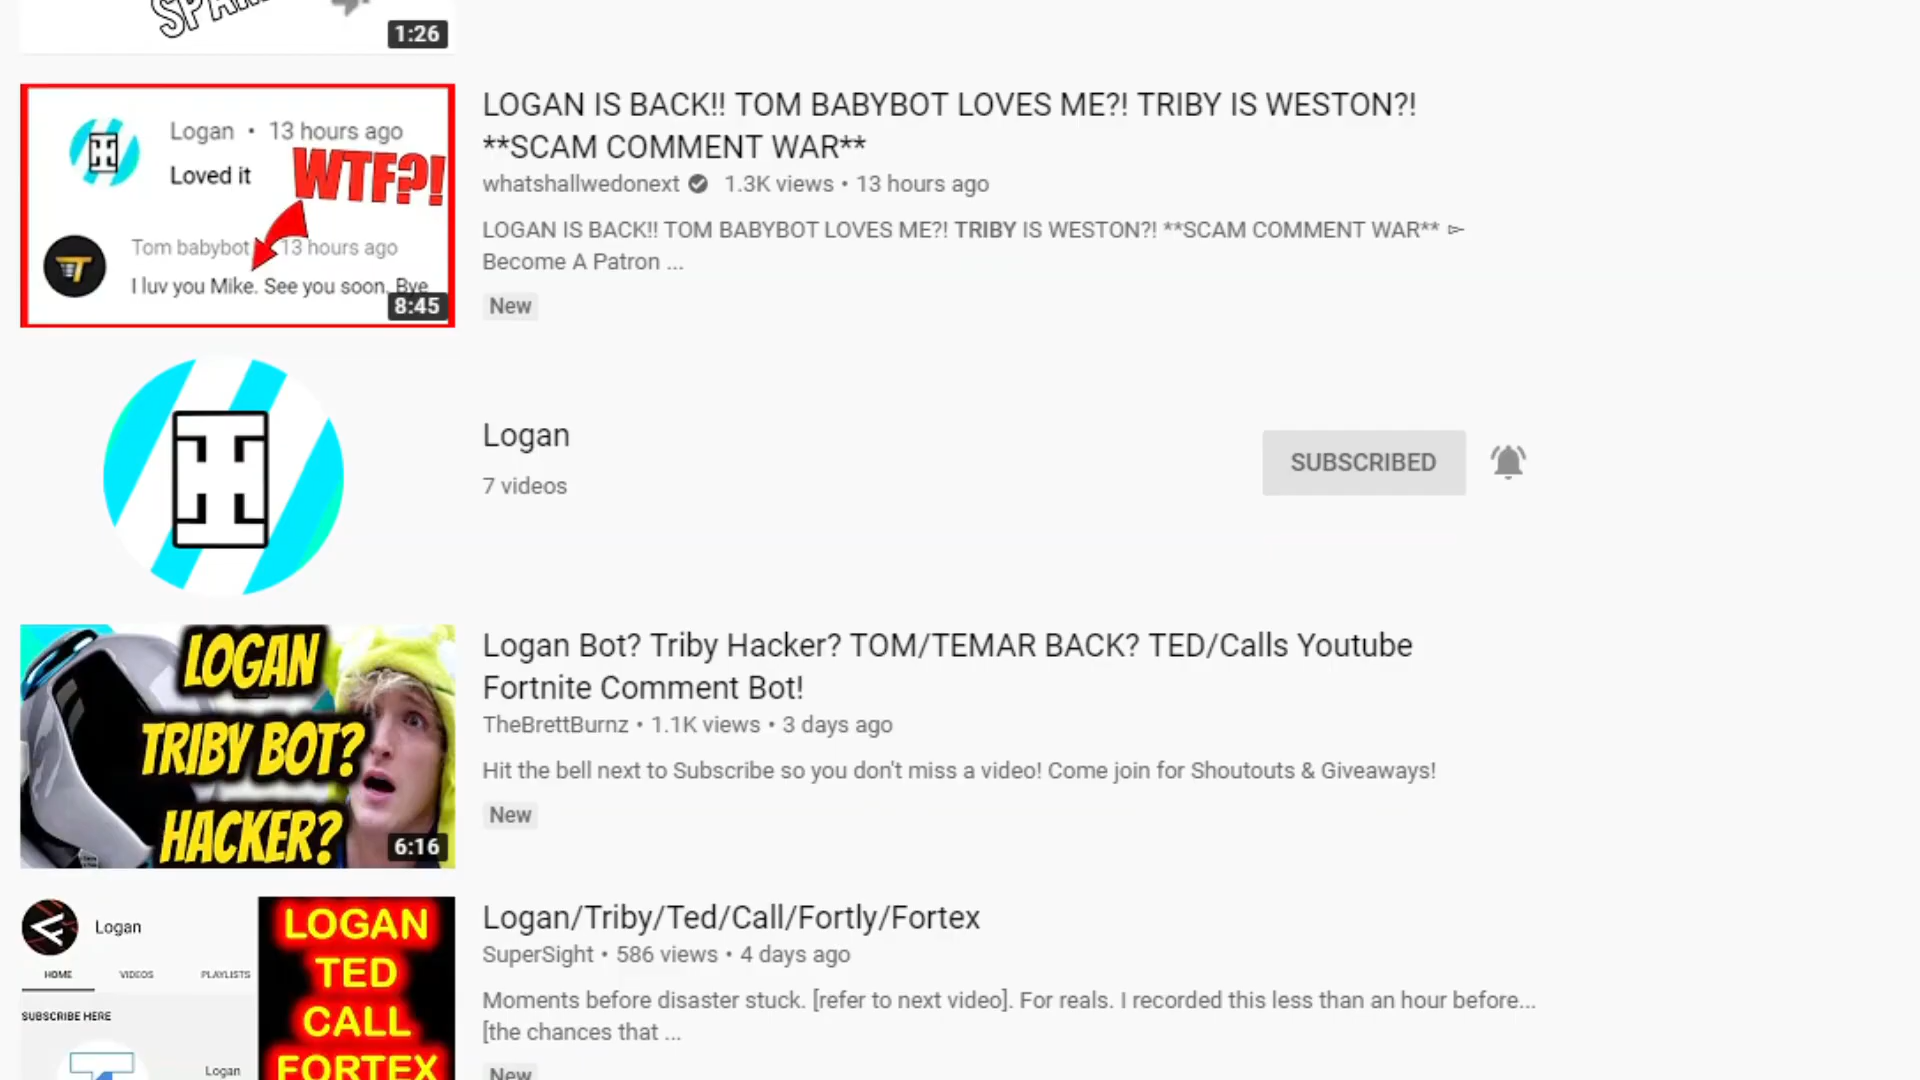 SPAM
1:26
Logan • 13 hours ago
Loved it
WTF?!
Tom babybot 13 hours ago
I luv you Mike. See you soon. Bye
8:45
LOGAN IS BACK!! TOM BABYBOT LOVES ME?! TRIBY IS WESTON?!
**SCAM COMMENT WAR**
whatshallwedonext 1.3K views • 13 hours ago
LOGAN IS BACK!! TOM BABYBOT LOVES ME?! TRIBY IS WESTON?! **SCAM COMMENT WAR** ▻
Become A Patron ...
New
Logan
7 videos
SUBSCRIBED
LOGAN
TRIBY BOT?
HACKER?
6:16
Logan Bot? Triby Hacker? TOM/TEMAR BACK? TED/Calls Youtube
Fortnite Comment Bot!
TheBrettBurnz • 1.1K views • 3 days ago
Hit the bell next to Subscribe so you don't miss a video! Come join for Shoutouts & Giveaways!
New
Logan
HOME VIDEOS PLAYLISTS
SUBSCRIBE HERE
Logan
LOGAN
TED
CALL
FORTEX
Logan/Triby/Ted/Call/Fortly/Fortex
SuperSight • 586 views • 4 days ago
Moments before disaster stuck. [refer to next video]. For reals. I recorded this less than an hour before...
[the chances that ...
New